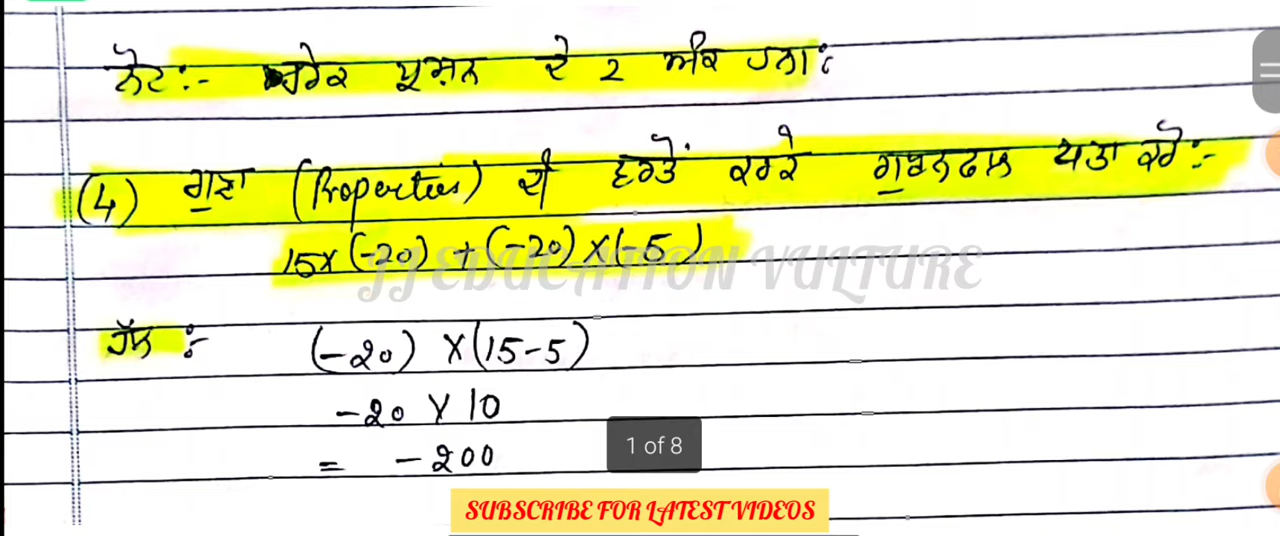 ਨੋਟ:- ਹਰੇਕ ਪ੍ਰਸ਼ਨ ਦੇ 2 ਅੰਕ ਹਨ।:
(4) ਗੁਣਾ (Properties) ਦੀ ਵਰਤੋਂ ਕਰਕੇ ਗੁਣਨਫਲ ਪਤਾ ਕਰੋ:-
15×(-20) + (-20)×(-5)
JJ EDUCATION VULTURE
ਹੱਲ :- (-20) ×(15-5)
-20 × 10
= -200
1 of 8
SUBSCRIBE FOR LATEST VIDEOS